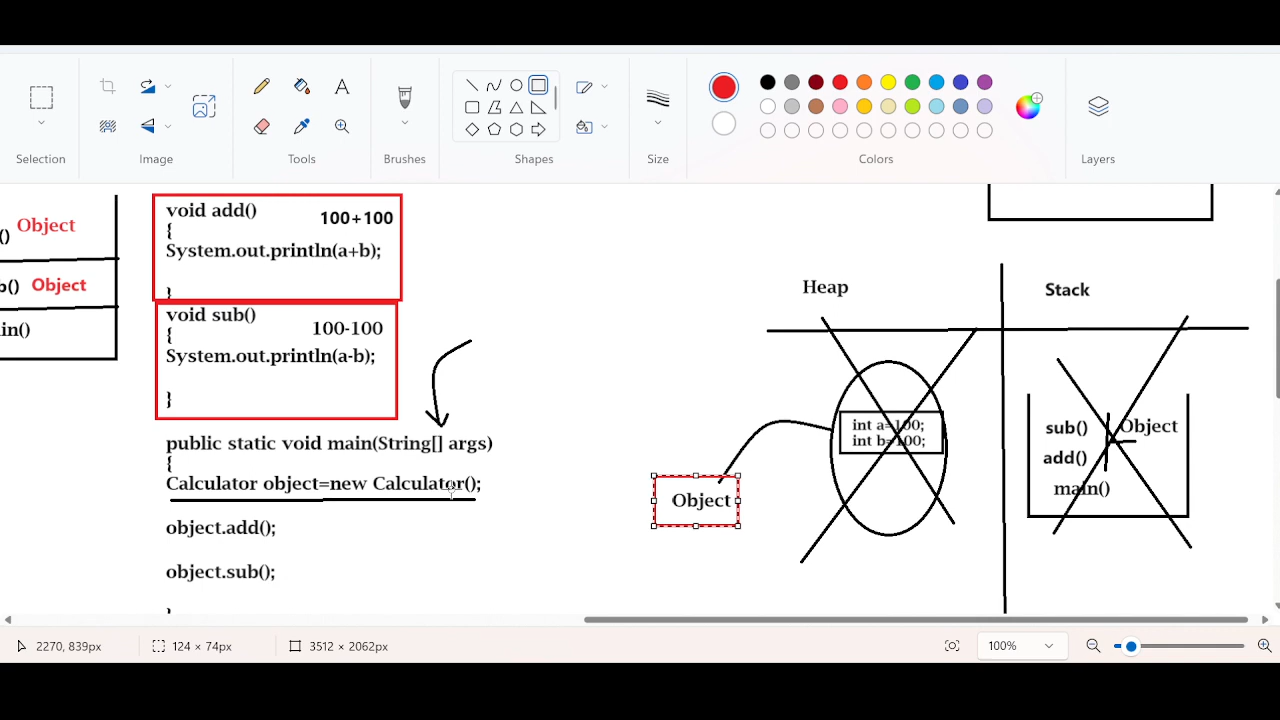 Selection
Image
Tools
Brushes
Shapes
Size
Colors
Layers
() Object
b() Object
in()
void add()
100+100
{
System.out.println(a+b);
}
void sub()
100-100
{
System.out.println(a-b);
}
public static void main(String[] args)
{
Calculator object=new Calculator();
object.add();
object.sub();
Heap
Stack
int a=100;
int b=100;
Object
sub()
Object
add()
main()
2270, 839px
124 × 74px
3512 × 2062px
100%